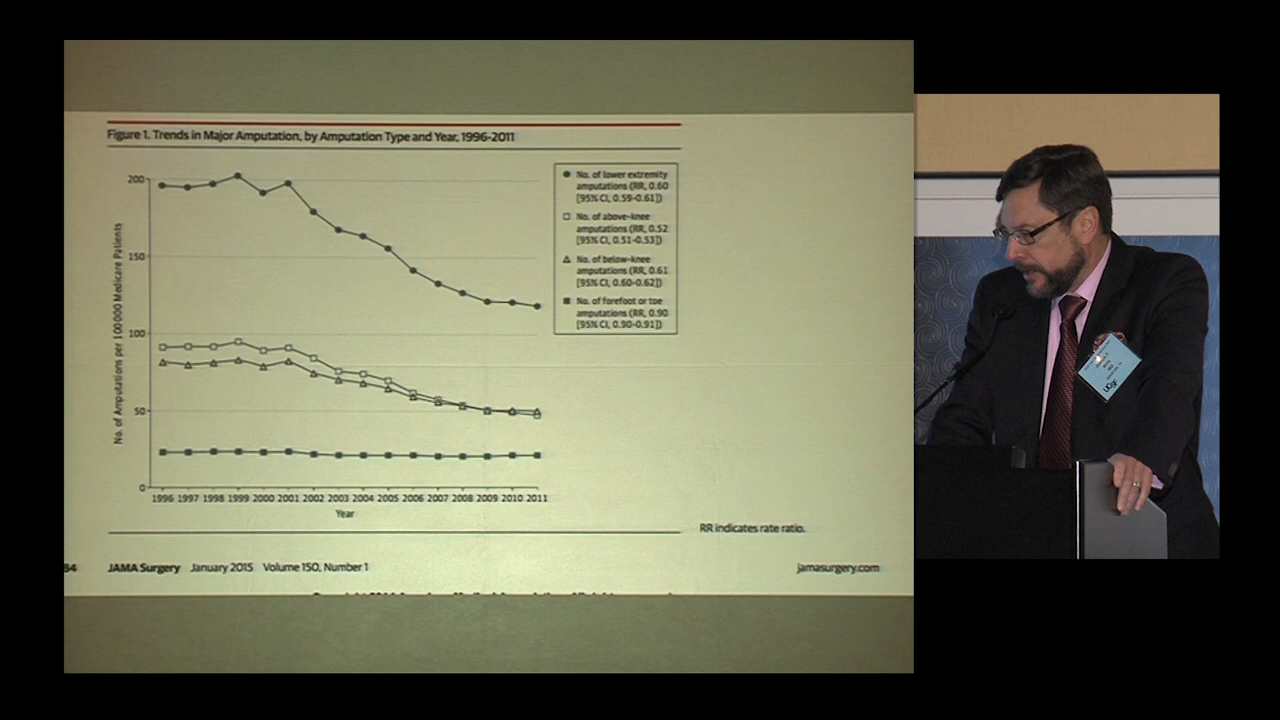 Figure 1. Trends in Major Amputation, by Amputation Type and Year, 1996-2011
No. of Amputations per 100 000 Medicare Patients
200
150
100
50
0
1996 1997 1998 1999 2000 2001 2002 2003 2004 2005 2006 2007 2008 2009 2010 2011
Year
No. of lower extremity
amputations (RR, 0.60
[95% CI, 0.59-0.61])
No. of above-knee
amputations (RR, 0.52
[95% CI, 0.51-0.53])
No. of below-knee
amputations (RR, 0.61
[95% CI, 0.60-0.62])
No. of forefoot or toe
amputations (RR, 0.90
[95% CI, 0.90-0.91])
RR indicates rate ratio.
84 JAMA Surgery January 2015 Volume 150, Number 1
jamasurgery.com